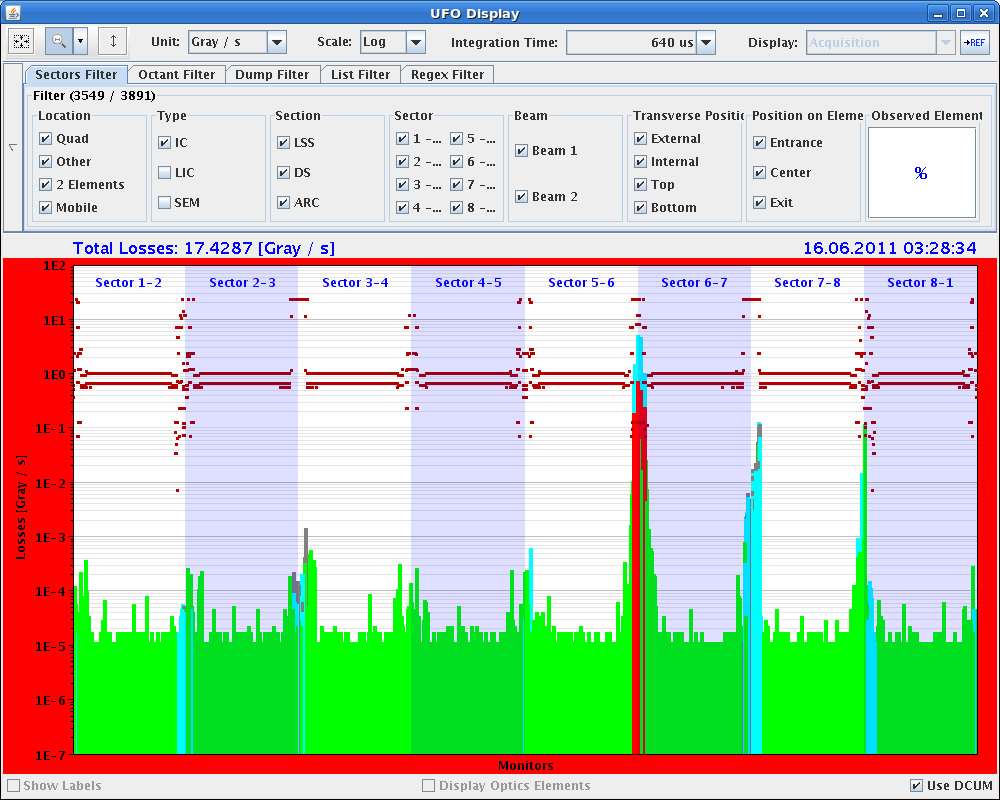 UFO Display
Unit: Gray / s Scale: Log Integration Time: 640 us Display: Acquisition →REF
Sectors Filter Octant Filter Dump Filter List Filter Regex Filter
Filter (3549 / 3891)
Location Type Section Sector Beam Transverse Positic Position on Eleme Observed Element
Quad IC LSS 1 -... 5 -... Beam 1 External Entrance
Other LIC DS 2 -... 6 -... Beam 2 Internal Center %
2 Elements SEM ARC 3 -... 7 -... Top Exit
Mobile 4 -... 8 -... Bottom
Total Losses: 17.4287 [Gray / s] 16.06.2011 03:28:34
1E2
Sector 1-2 Sector 2-3 Sector 3-4 Sector 4-5 Sector 5-6 Sector 6-7 Sector 7-8 Sector 8-1
1E1
1E0
1E-1
1E-2
1E-3
1E-4
1E-5
1E-6
1E-7
Losses [Gray / s]
Monitors
Show Labels Display Optics Elements Use DCUM